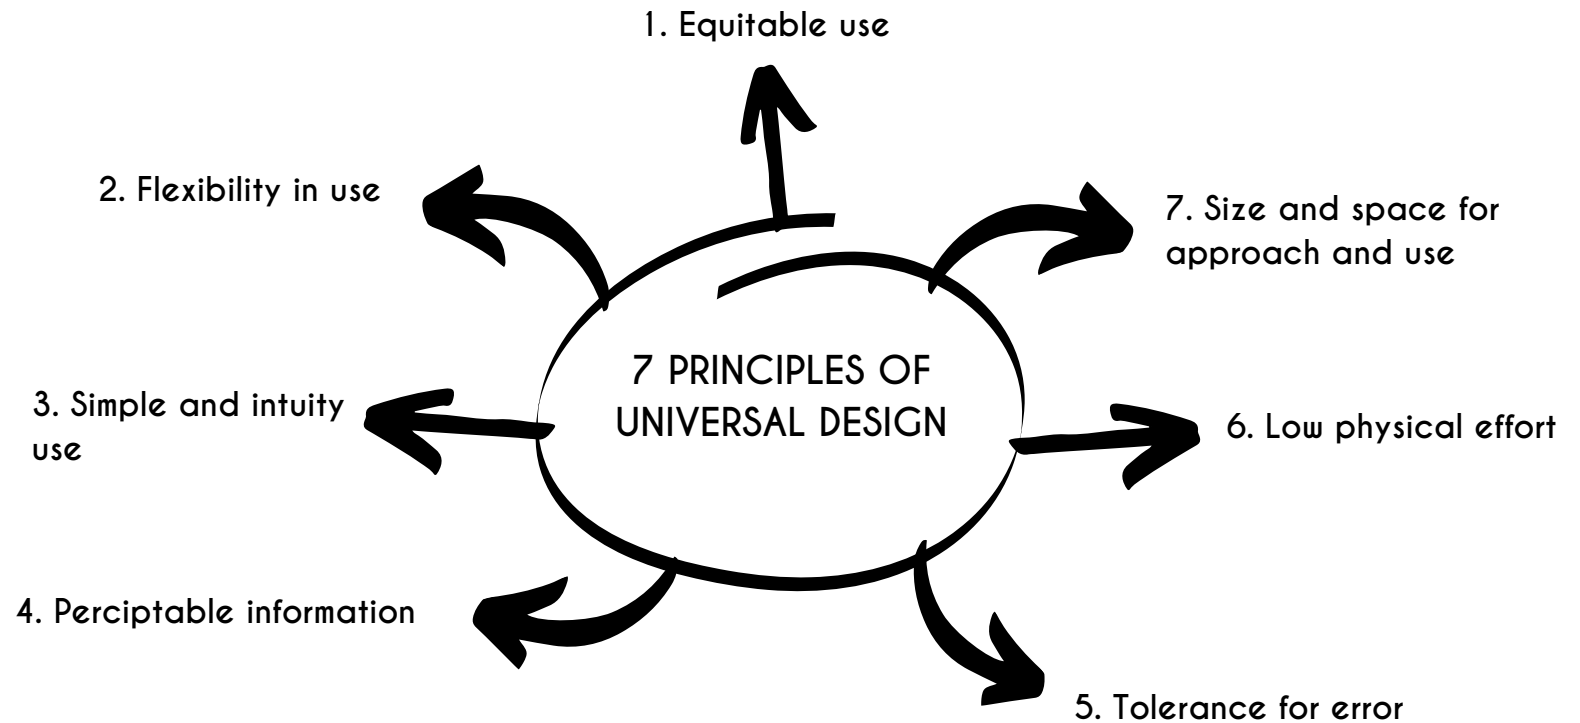 1. Equitable use
2. Flexibility in use
3. Simple and intuity
use
4. Perciptable information
5. Tolerance for error
6. Low physical effort
7. Size and space for
approach and use
7 PRINCIPLES OF
UNIVERSAL DESIGN